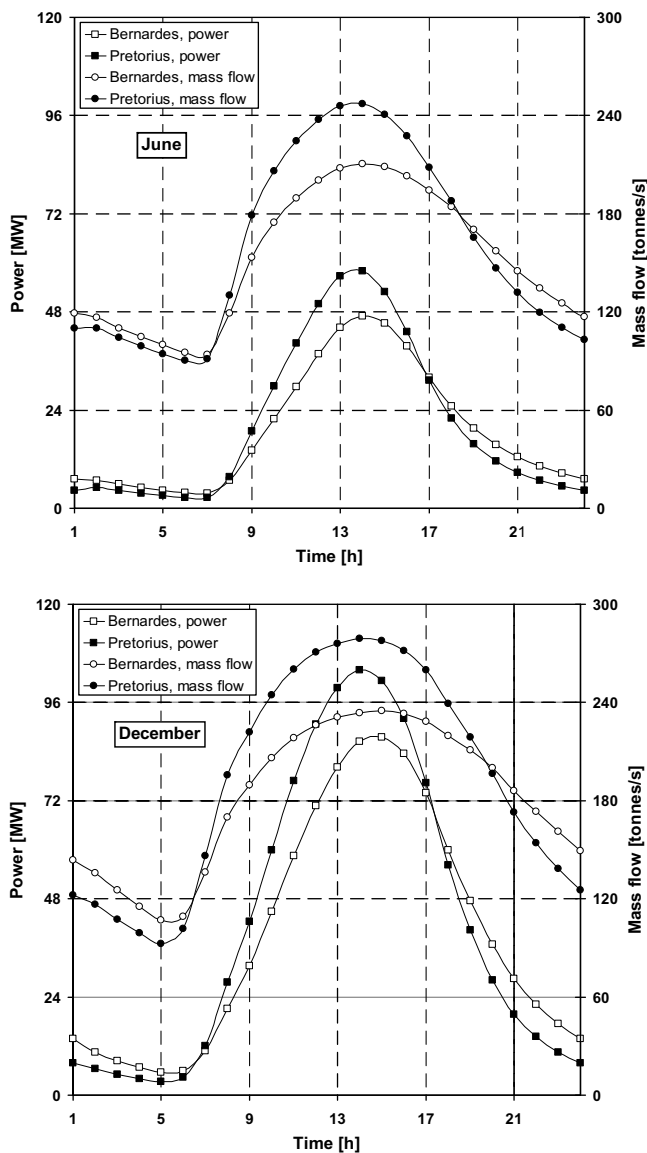 120
300
Bernardes, power
Pretorius, power
Bernardes, mass flow
Pretorius, mass flow
96
240
June
72
180
Power [MW]
Mass flow [tonnes/s]
48
120
24
60
0
0
1 5 9 13 17 21
Time [h]
120
300
Bernardes, power
Pretorius, power
Bernardes, mass flow
Pretorius, mass flow
96
240
December
72
180
Power [MW]
Mass flow [tonnes/s]
48
120
24
60
0
0
1 5 9 13 17 21
Time [h]